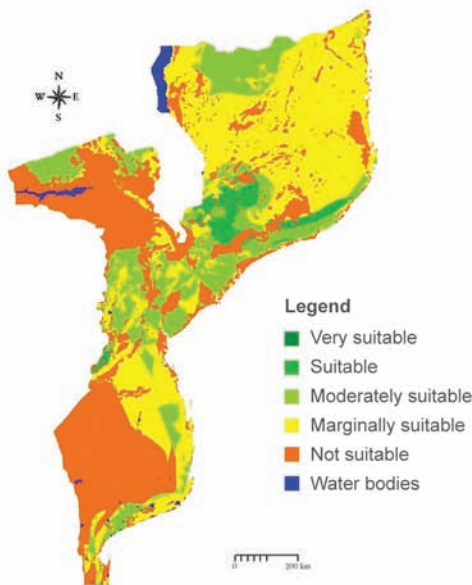 N
W E
S
Legend
Very suitable
Suitable
Moderately suitable
Marginally suitable
Not suitable
Water bodies
0 200 km